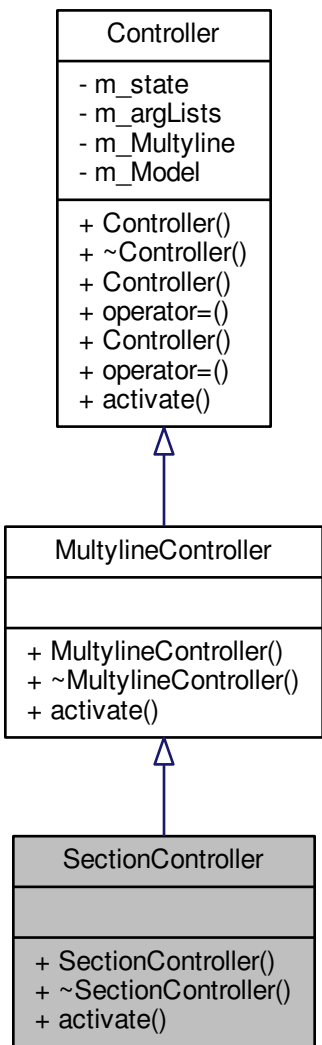 Controller
- m_state
- m_argLists
- m_Multyline
- m_Model
+ Controller()
+ ~Controller()
+ Controller()
+ operator=()
+ Controller()
+ operator=()
+ activate()
MultylineController
+ MultylineController()
+ ~MultylineController()
+ activate()
SectionController
+ SectionController()
+ ~SectionController()
+ activate()